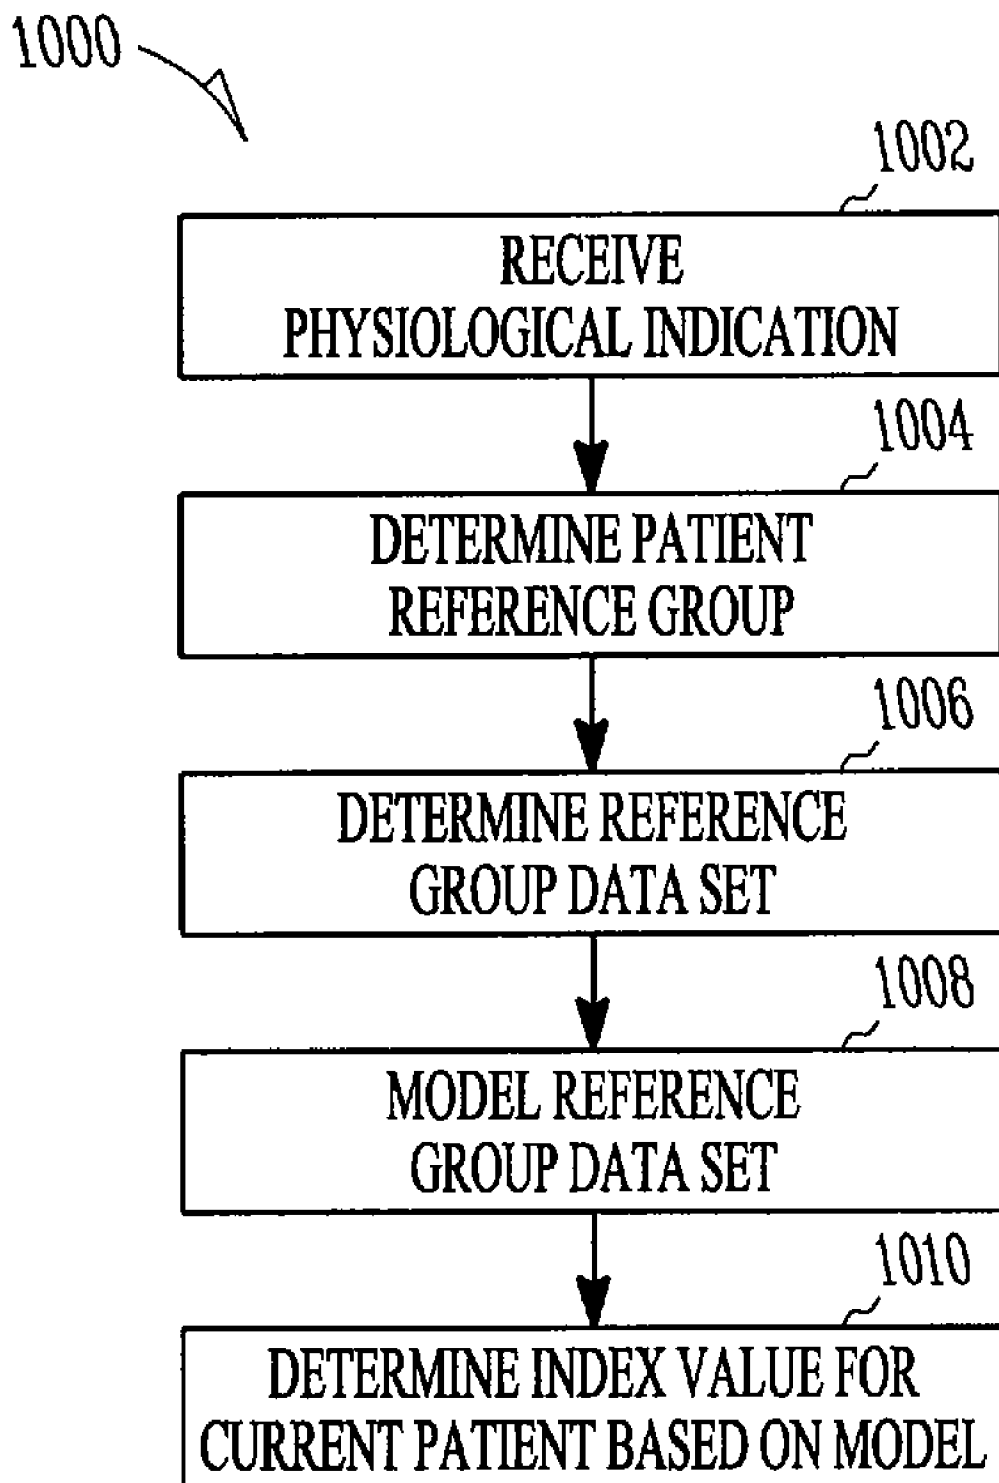 1000
1002
RECEIVE
PHYSIOLOGICAL INDICATION
1004
DETERMINE PATIENT
REFERENCE GROUP
1006
DETERMINE REFERENCE
GROUP DATA SET
1008
MODEL REFERENCE
GROUP DATA SET
1010
DETERMINE INDEX VALUE FOR
CURRENT PATIENT BASED ON MODEL